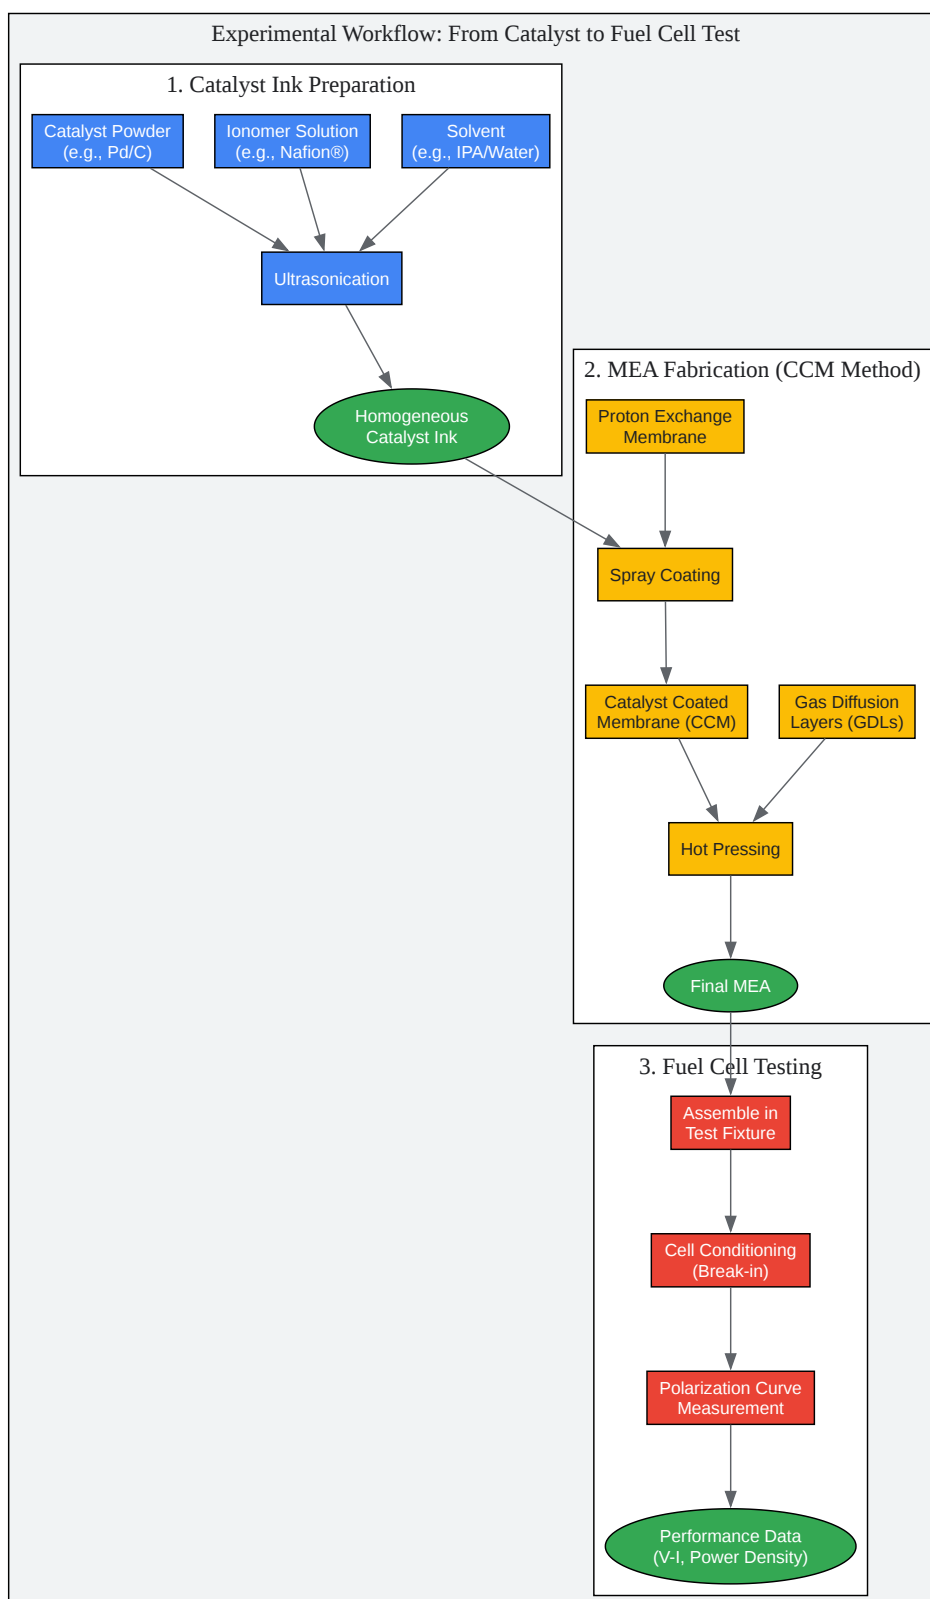 Experimental Workflow: From Catalyst to Fuel Cell Test
1. Catalyst Ink Preparation
Catalyst Powder
(e.g., Pd/C)
Ionomer Solution
(e.g., Nafion®)
Solvent
(e.g., IPA/Water)
Ultrasonication
Homogeneous
Catalyst Ink
2. MEA Fabrication (CCM Method)
Proton Exchange
Membrane
Spray Coating
Catalyst Coated
Membrane (CCM)
Gas Diffusion
Layers (GDLs)
Hot Pressing
Final MEA
3. Fuel Cell Testing
Assemble in
Test Fixture
Cell Conditioning
(Break-in)
Polarization Curve
Measurement
Performance Data
(V-I, Power Density)